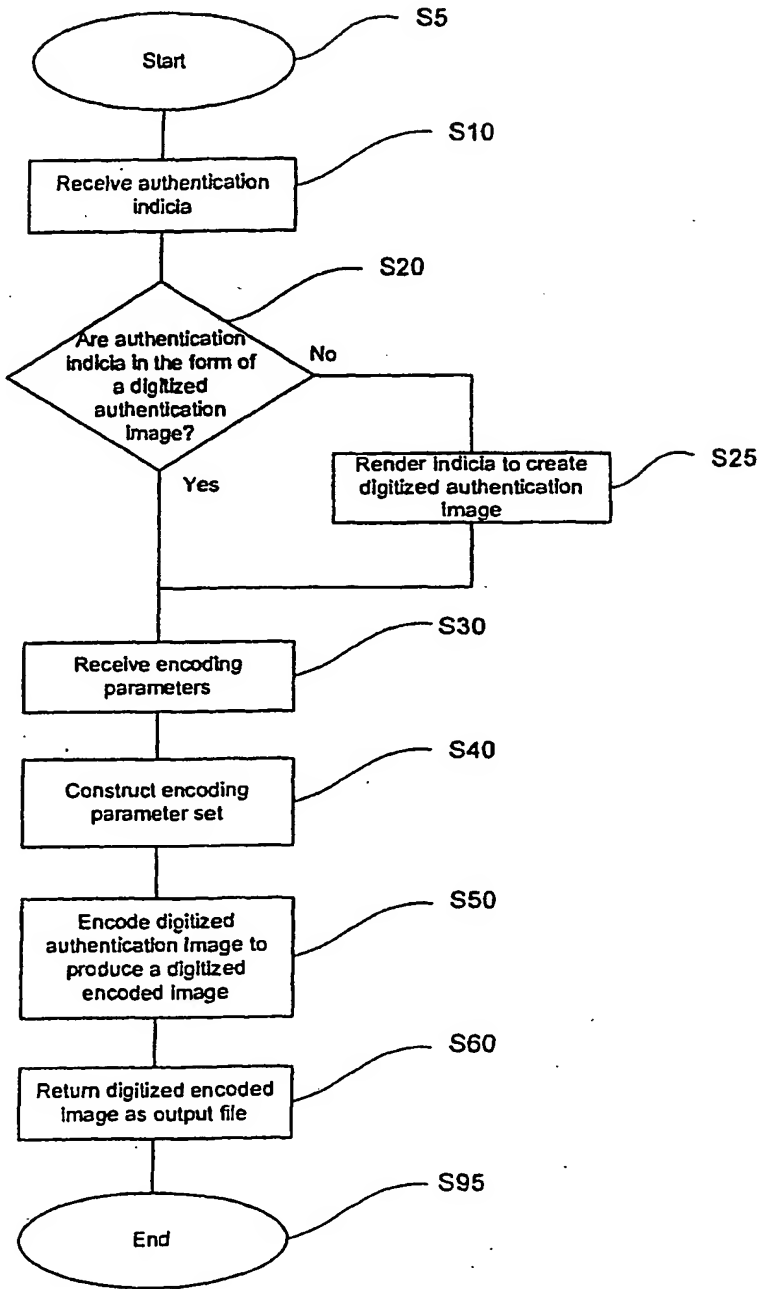 S5
Start
S10
Receive authentication
indicia
S20
Are authentication
indicia in the form of
a digitized
authentication
image?
No
Yes
S25
Render indicia to create
digitized authentication
image
S30
Receive encoding
parameters
S40
Construct encoding
parameter set
S50
Encode digitized
authentication image to
produce a digitized
encoded image
S60
Return digitized encoded
image as output file
S95
End